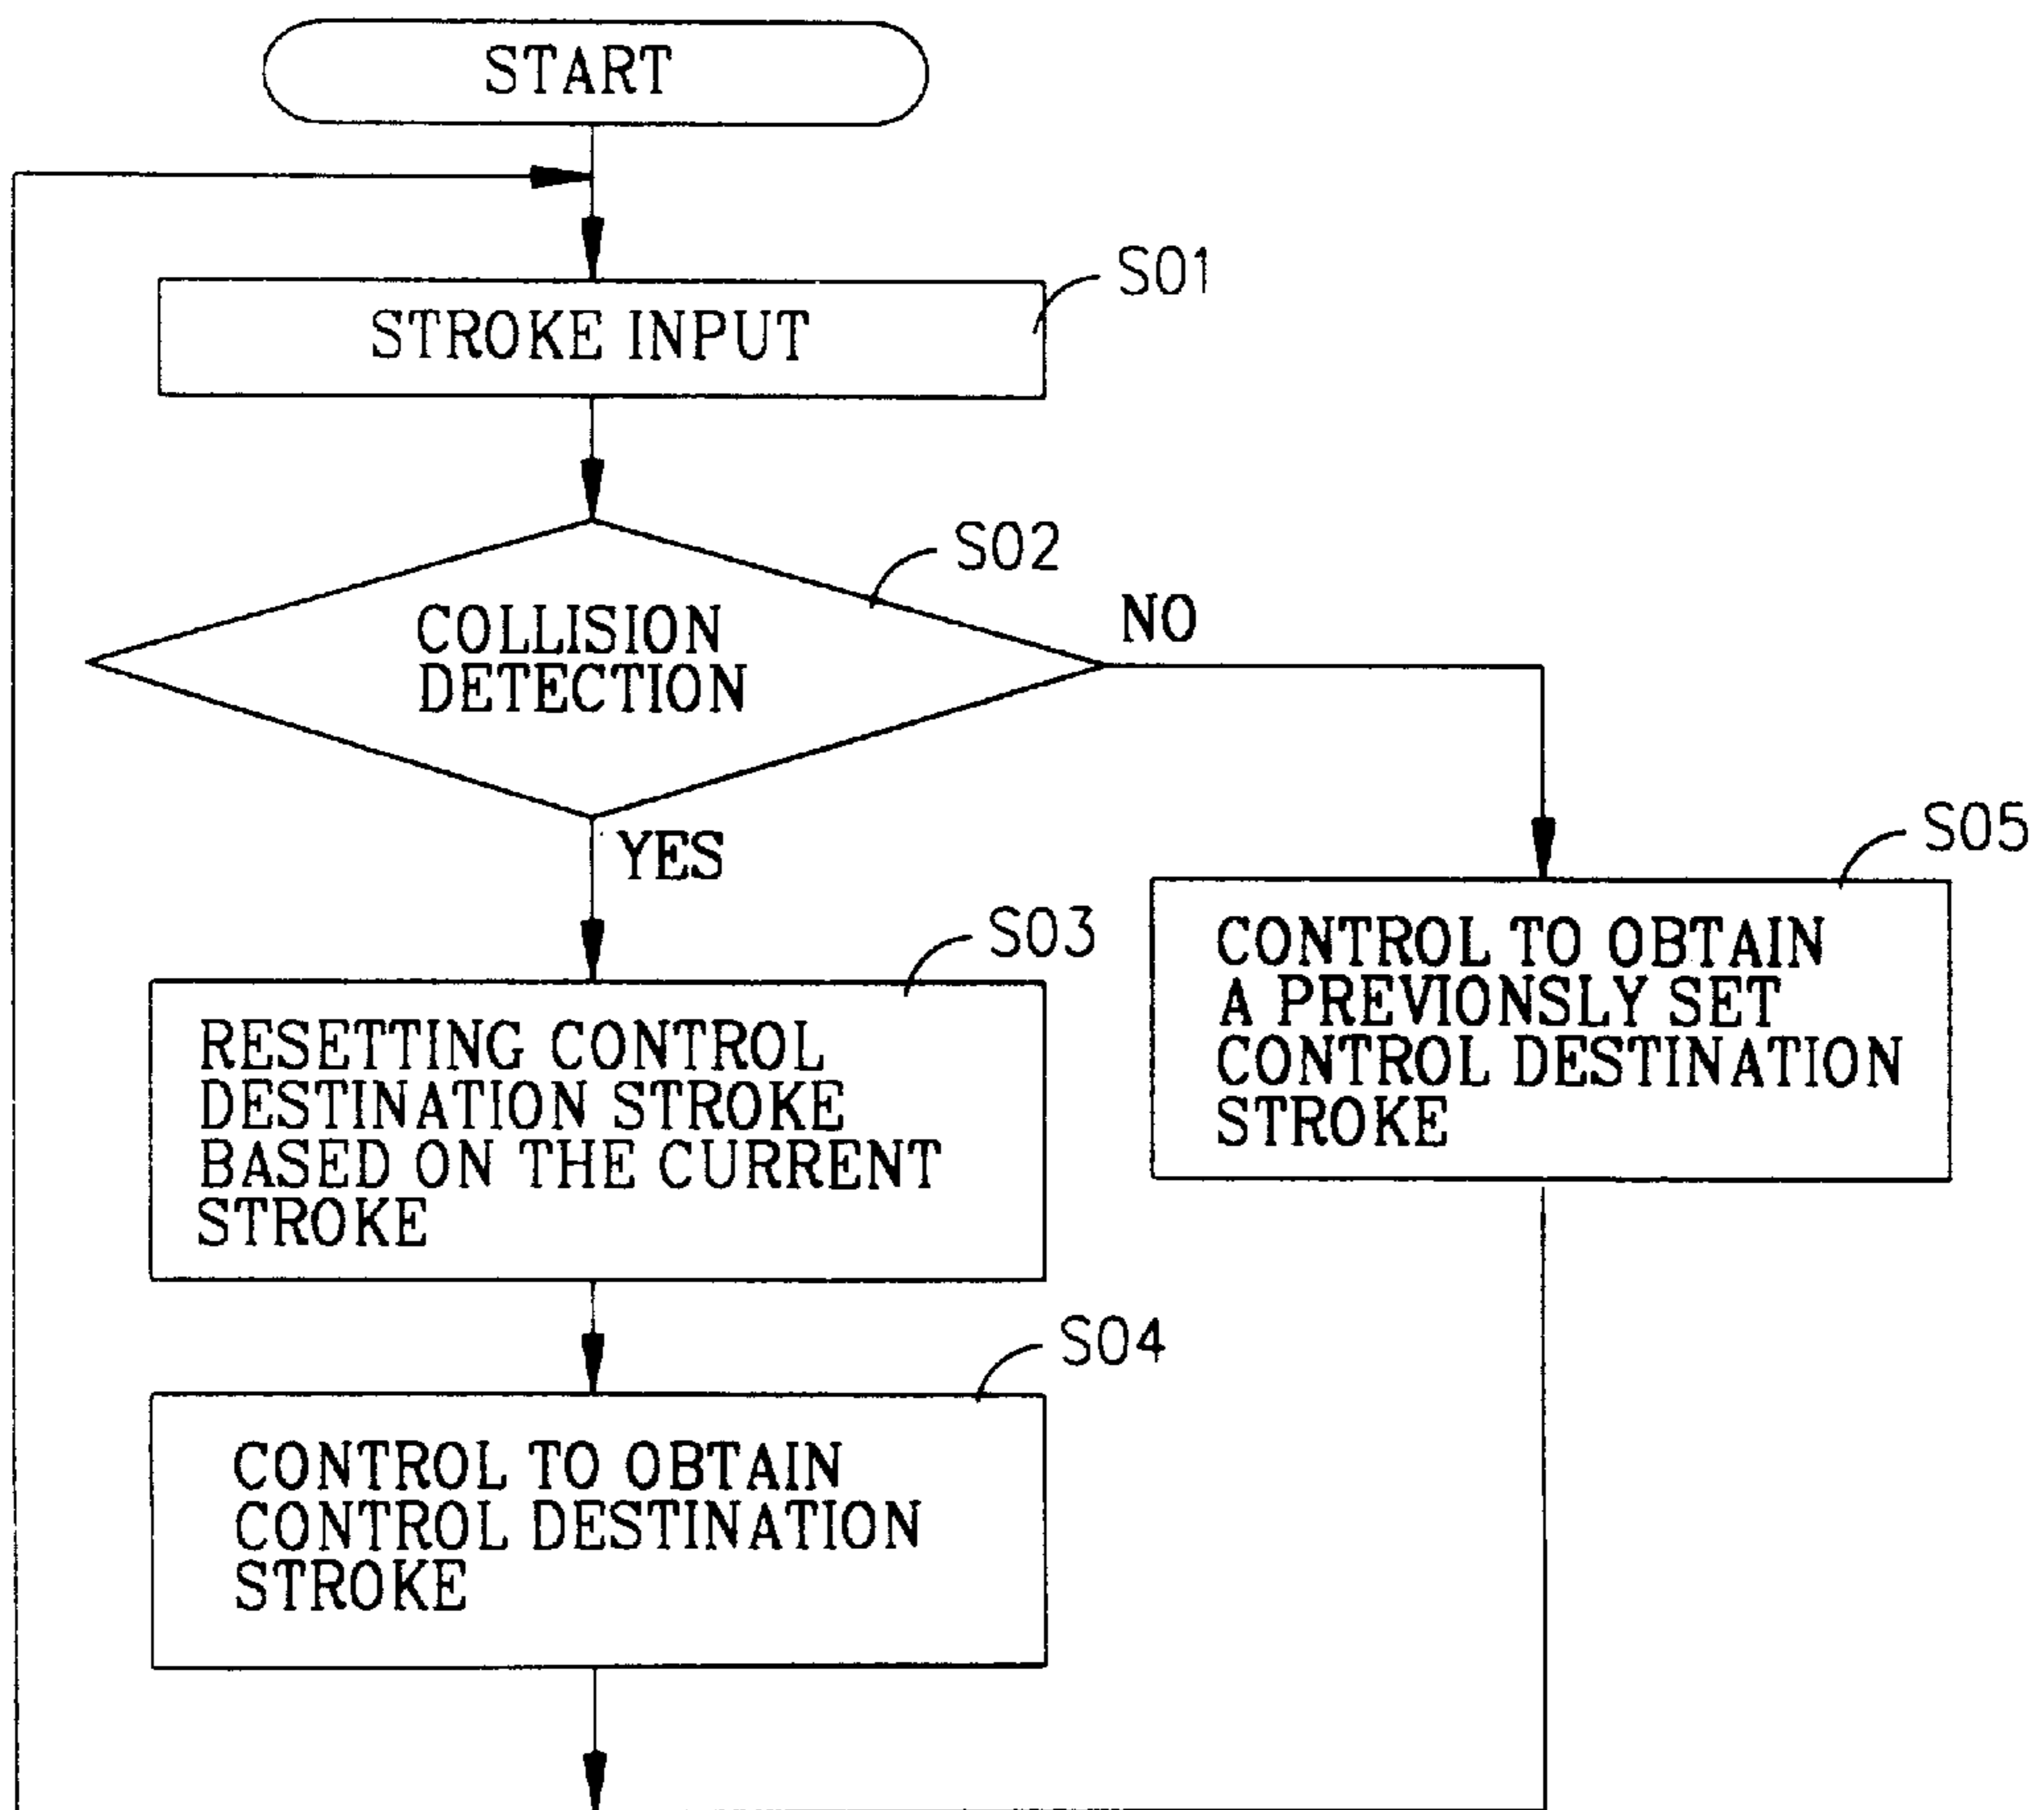 START
S01
STROKE INPUT
S02
COLLISION
DETECTION
NO
YES
S03
RESETTING CONTROL
DESTINATION STROKE
BASED ON THE CURRENT
STROKE
S05
CONTROL TO OBTAIN
A PREVIONSLY SET
CONTROL DESTINATION
STROKE
S04
CONTROL TO OBTAIN
CONTROL DESTINATION
STROKE